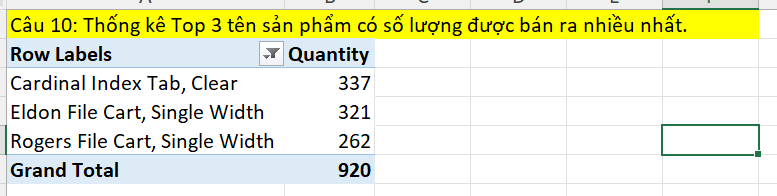 Câu 10: Thống kê Top 3 tên sản phẩm có số lượng được bán ra nhiều nhất.
Row Labels Quantity
Cardinal Index Tab, Clear 337
Eldon File Cart, Single Width 321
Rogers File Cart, Single Width 262
Grand Total 920